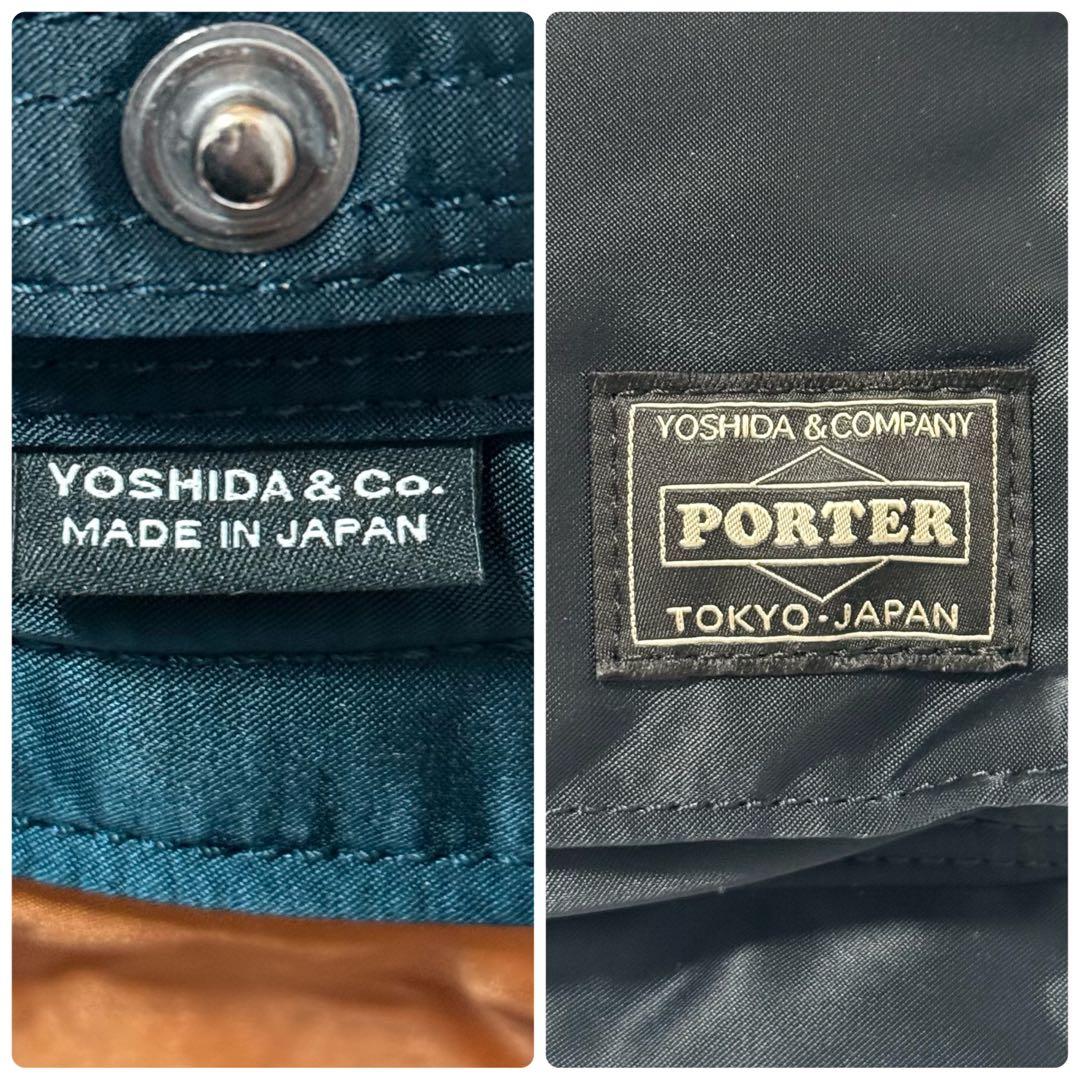 YOSHIDA & Co.
MADE IN JAPAN
YOSHIDA & COMPANY
PORTER
TOKYO・JAPAN